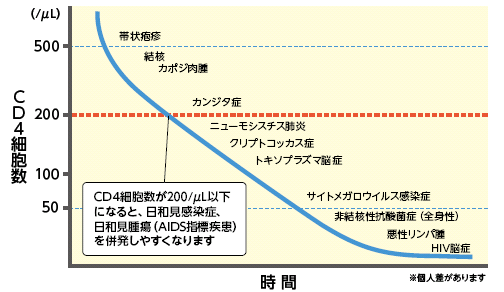 (/μL)
500
200
100
50
CD4細胞数
帯状疱疹
結核
カポジ肉腫
カンジタ症
ニューモシスチス肺炎
クリプトコッカス症
トキソプラズマ脳症
サイトメガロウイルス感染症
非結核性抗酸菌症(全身性)
悪性リンパ腫
HIV脳症
CD4細胞数が200/μL以下
になると、日和見感染症、
日和見腫瘍(AIDS指標疾患)
を併発しやすくなります
時間
※個人差があります